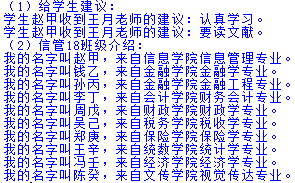 (1)给学生建议:
学生赵甲收到王月老师的建议: 认真学习。
学生赵甲收到王月老师的建议: 要读文献。
(2)信管18班级介绍:
我的名字叫赵甲，来自信息学院信息管理专业。
我的名字叫钱乙，来自金融学院金融学专业。
我的名字叫孙丙，来自金融学院金融工程专业。
我的名字叫李丁，来自会计学院财务会计专业。
我的名字叫周戊，来自财政学院财政学专业。
我的名字叫吴己，来自税务学院税收学专业。
我的名字叫郑庚，来自保险学院保险学专业。
我的名字叫王辛，来自统数学院统计学专业。
我的名字叫冯壬，来自经济学院经济学专业。
我的名字叫陈癸，来自文传学院视觉传达专业。